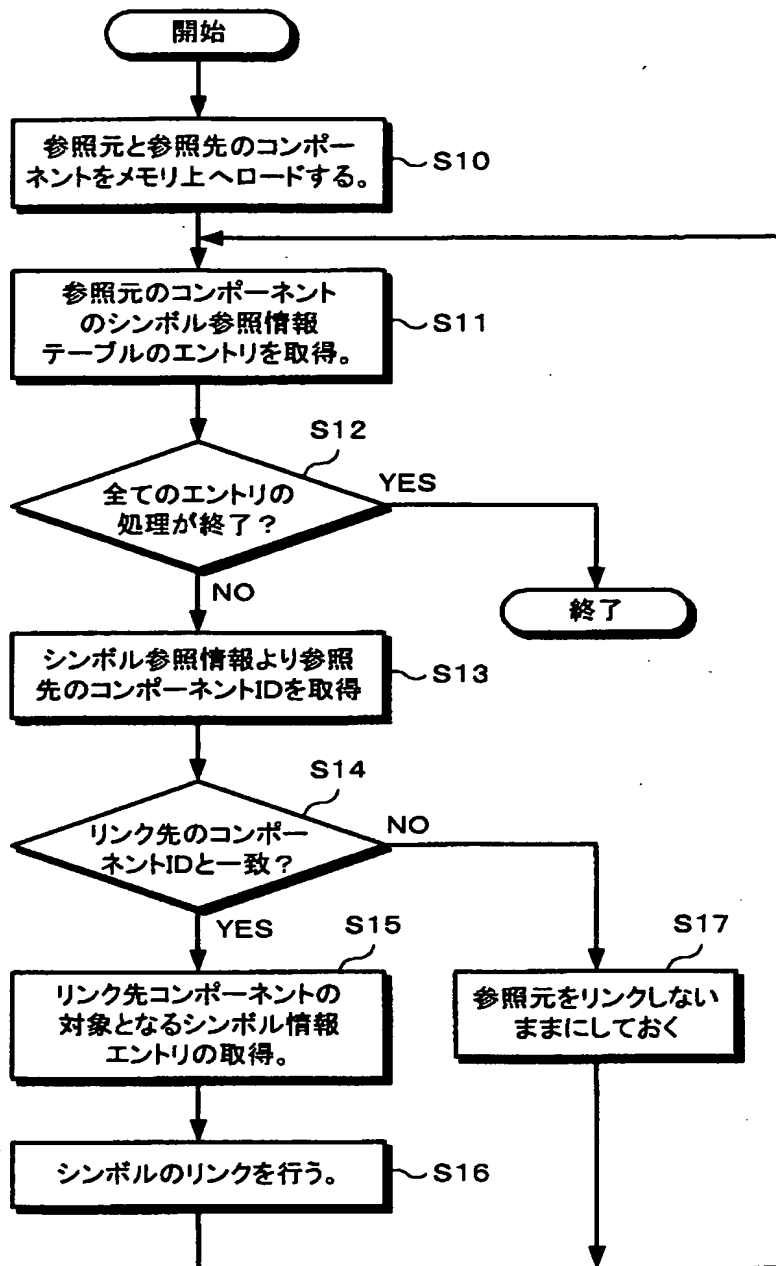 開始
参照元と参照先のコンポー
ネントをメモリ上へロードする。
S10
参照元のコンポーネント
のシンボル参照情報
テーブルのエントリを取得。
S11
S12
全てのエントリの
処理が終了?
YES
NO
終了
シンボル参照情報より参照
先のコンポーネントIDを取得
S13
S14
リンク先のコンポー
ネントIDと一致?
NO
YES
S15
リンク先コンポーネントの
対象となるシンボル情報
エントリの取得。
S17
参照元をリンクしない
ままにしておく
シンボルのリンクを行う。
S16